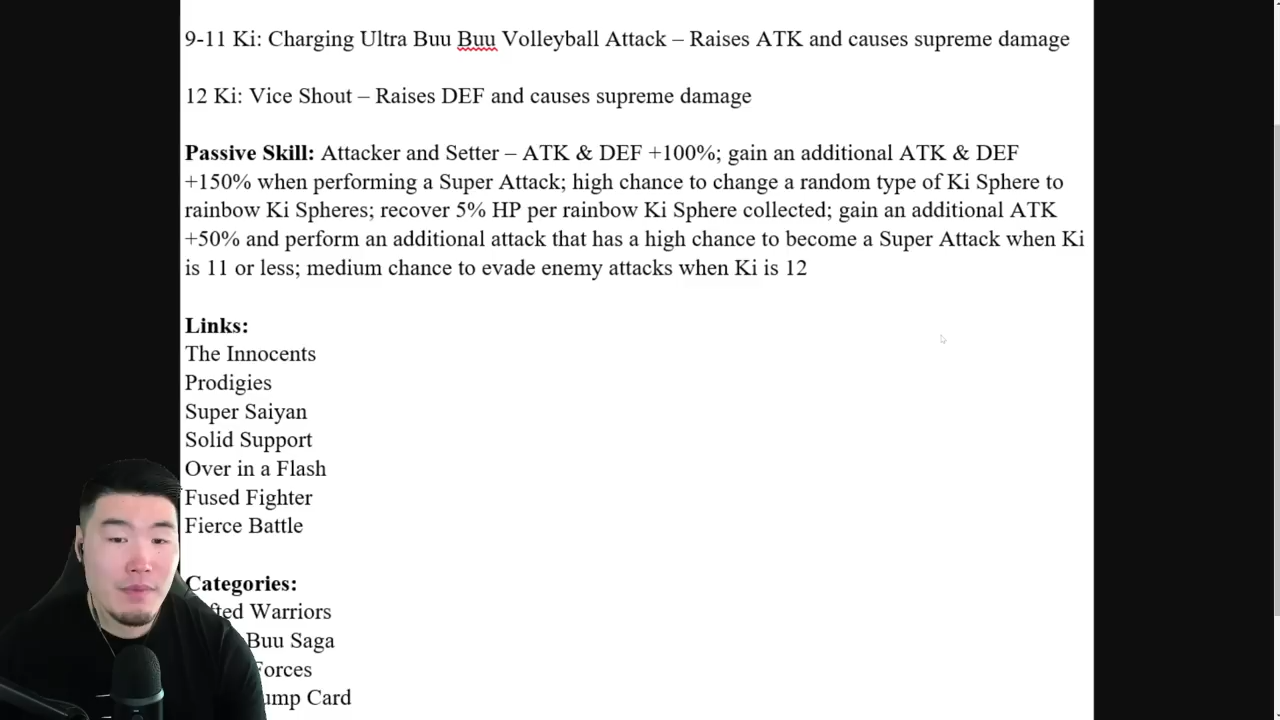 9-11 Ki: Charging Ultra Buu Buu Volleyball Attack – Raises ATK and causes supreme damage
12 Ki: Vice Shout – Raises DEF and causes supreme damage
Passive Skill: Attacker and Setter – ATK & DEF +100%; gain an additional ATK & DEF
+150% when performing a Super Attack; high chance to change a random type of Ki Sphere to
rainbow Ki Spheres; recover 5% HP per rainbow Ki Sphere collected; gain an additional ATK
+50% and perform an additional attack that has a high chance to become a Super Attack when Ki
is 11 or less; medium chance to evade enemy attacks when Ki is 12
Links:
The Innocents
Prodigies
Super Saiyan
Solid Support
Over in a Flash
Fused Fighter
Fierce Battle
Categories:
Warriors
Buu Saga
Forces
Card